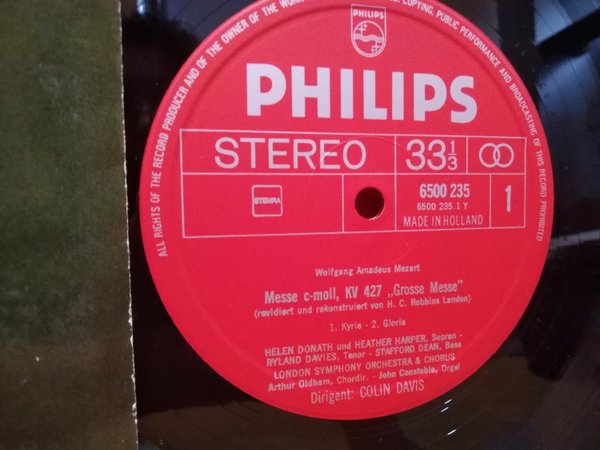 ALL RIGHTS OF THE RECORD PRODUCER AND OF THE OWNER OF THE WORK
COPYING, PUBLIC PERFORMANCE AND BROADCASTING OF THIS RECORD PROHIBITED
PHILIPS
PHILIPS
STEREO 33 1/3
STEMRA 6500 235 1
6500 235.1 Y
MADE IN HOLLAND
Wolfgang Amadeus Mozart
Messe c-moll, KV 427 „Grosse Messe"
(revidiert und rekonstruiert von H. C. Robbins Landon)
1. Kyrie - 2. Gloria
HELEN DONATH und HEATHER HARPER, Sopran -
RYLAND DAVIES, Tenor - STAFFORD DEAN, Bass
LONDON SYMPHONY ORCHESTRA & CHORUS
Arthur Oldham, Chordir. - John Constable, Orgel
Dirigent: COLIN DAVIS